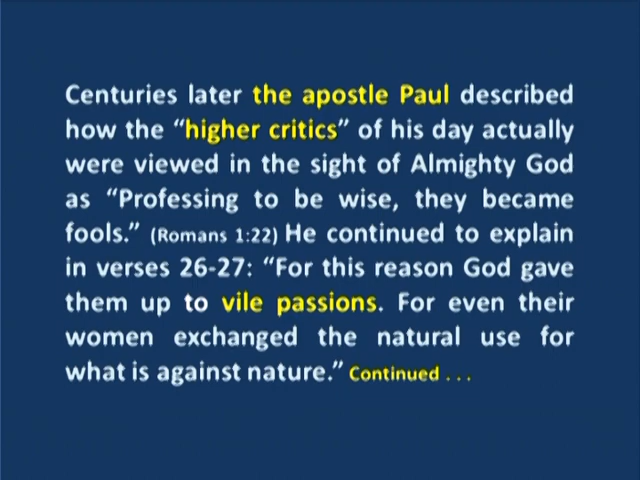 Centuries later the apostle Paul described
how the “higher critics” of his day actually
were viewed in the sight of Almighty God
as “Professing to be wise, they became
fools.” (Romans 1:22) He continued to explain
in verses 26-27: “For this reason God gave
them up to vile passions. For even their
women exchanged the natural use for
what is against nature.” Continued . . .